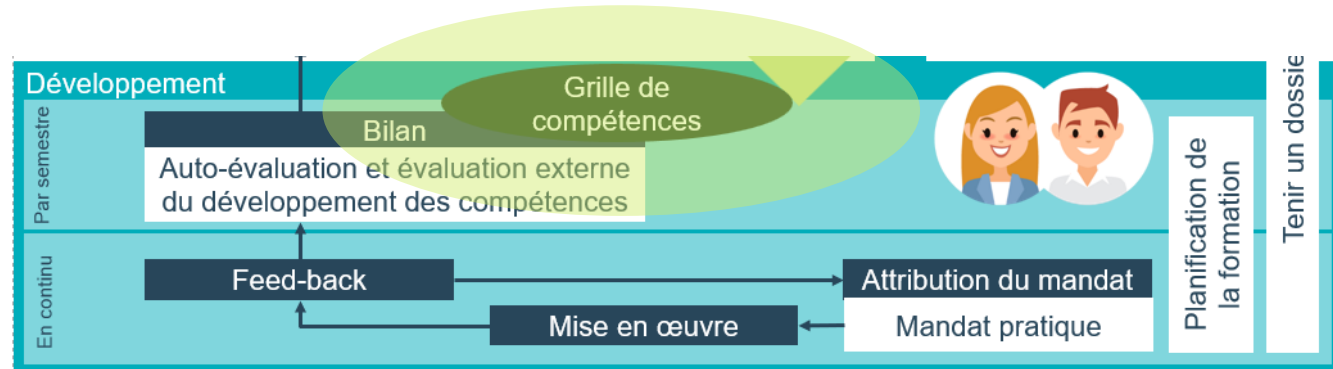 Développement
Grille de
compétences
Par semestre
Bilan
Auto-évaluation et évaluation externe
du développement des compétences
En continu
Feed-back
Attribution du mandat
Mise en œuvre
Mandat pratique
Planification de
la formation
Tenir un dossie